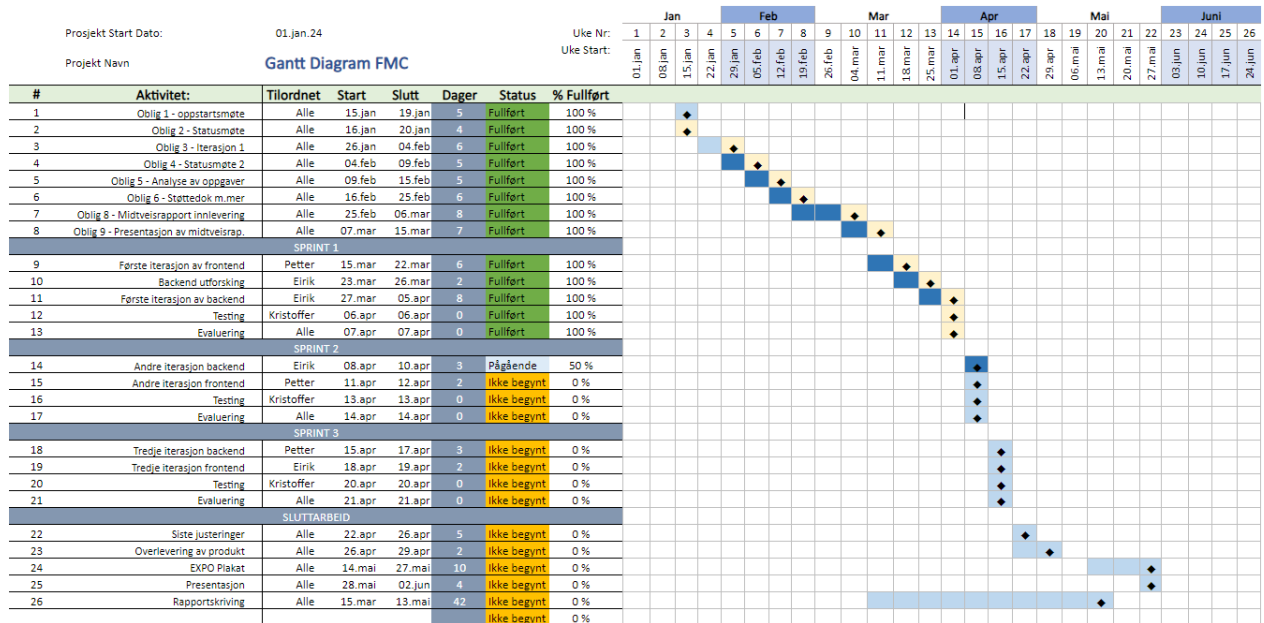 Jan Feb Mar Apr Mai Juni
Prosjekt Start Dato: 01.jan.24 Uke Nr: 1 2 3 4 5 6 7 8 9 10 11 12 13 14 15 16 17 18 19 20 21 22 23 24 25 26
Projekt Navn Gantt Diagram FMC Uke Start: 01.jan 08.jan 15.jan 22.jan 29.jan 05.feb 12.feb 19.feb 26.feb 04.mar 11.mar 18.mar 25.mar 01.apr 08.apr 15.apr 22.apr 29.apr 06.mai 13.mai 20.mai 27.mai 03.jun 10.jun 17.jun 24.jun
# Aktivitet: Tilordnet Start Slutt Dager Status % Fullført
1 Oblig 1 - oppstartsmøte Alle 15.jan 19.jan 5 Fullført 100 %
2 Oblig 2 - Statusmøte Alle 16.jan 20.jan 4 Fullført 100 %
3 Oblig 3 - Iterasjon 1 Alle 26.jan 04.feb 6 Fullført 100 %
4 Oblig 4 - Statusmøte 2 Alle 04.feb 09.feb 5 Fullført 100 %
5 Oblig 5 - Analyse av oppgaver Alle 09.feb 15.feb 5 Fullført 100 %
6 Oblig 6 - Støttedok m.mer Alle 16.feb 25.feb 6 Fullført 100 %
7 Oblig 8 - Midtveisrapport innlevering Alle 25.feb 06.mar 8 Fullført 100 %
8 Oblig 9 - Presentasjon av midtveisrap. Alle 07.mar 15.mar 7 Fullført 100 %
SPRINT 1
9 Første iterasjon av frontend Petter 15.mar 22.mar 6 Fullført 100 %
10 Backend utforsking Eirik 23.mar 26.mar 2 Fullført 100 %
11 Første iterasjon av backend Eirik 27.mar 05.apr 8 Fullført 100 %
12 Testing Kristoffer 06.apr 06.apr 0 Fullført 100 %
13 Evaluering Alle 07.apr 07.apr 0 Fullført 100 %
SPRINT 2
14 Andre iterasjon backend Eirik 08.apr 10.apr 3 Pågående 50 %
15 Andre iterasjon frontend Petter 11.apr 12.apr 2 Ikke begynt 0 %
16 Testing Kristoffer 13.apr 13.apr 0 Ikke begynt 0 %
17 Evaluering Alle 14.apr 14.apr 0 Ikke begynt 0 %
SPRINT 3
18 Tredje iterasjon backend Petter 15.apr 17.apr 3 Ikke begynt 0 %
19 Tredje iterasjon frontend Eirik 18.apr 19.apr 2 Ikke begynt 0 %
20 Testing Kristoffer 20.apr 20.apr 0 Ikke begynt 0 %
21 Evaluering Alle 21.apr 21.apr 0 Ikke begynt 0 %
SLUTTARBEID
22 Siste justeringer Alle 22.apr 26.apr 5 Ikke begynt 0 %
23 Overlevering av produkt Alle 26.apr 29.apr 2 Ikke begynt 0 %
24 EXPO Plakat Alle 14.mai 27.mai 10 Ikke begynt 0 %
25 Presentasjon Alle 28.mai 02.jun 4 Ikke begynt 0 %
26 Rapportskriving Alle 15.mar 13.mai 42 Ikke begynt 0 %
Ikke begynt 0 %